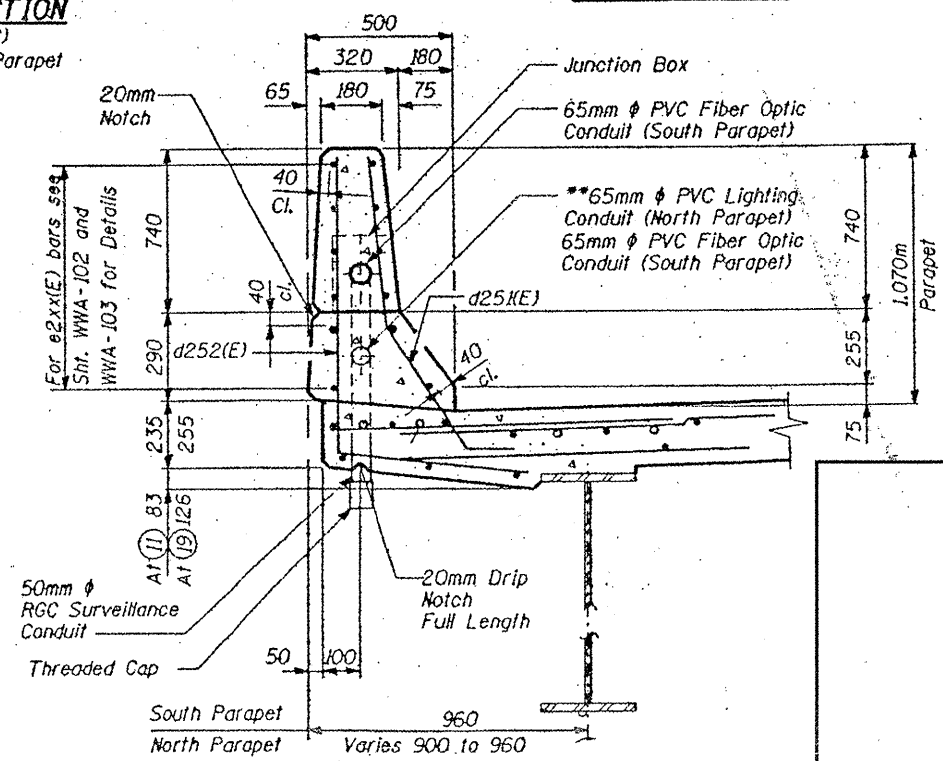 CTION
Parapet
500
320
180
65
180
75
20mm
Notch
Junction Box
65mm ϕ PVC Fiber Optic
Conduit (South Parapet)
**65mm ϕ PVC Lighting
Conduit (North Parapet)
65mm ϕ PVC Fiber Optic
Conduit (South Parapet)
For e2xx(E) bars see
Sht. WWA-102 and
WWA-103 for Details
740
40
Cl.
40
cl.
290
d252(E)
d251(E)
40
cl.
740
255
75
1.070m
Parapet
235
255
At 11 83
At 19 126
50mm ϕ
RGC Surveillance
Conduit
Threaded Cap
20mm Drip
Notch
Full Length
50
100
South Parapet
960
North Parapet
Varies 900 to 960